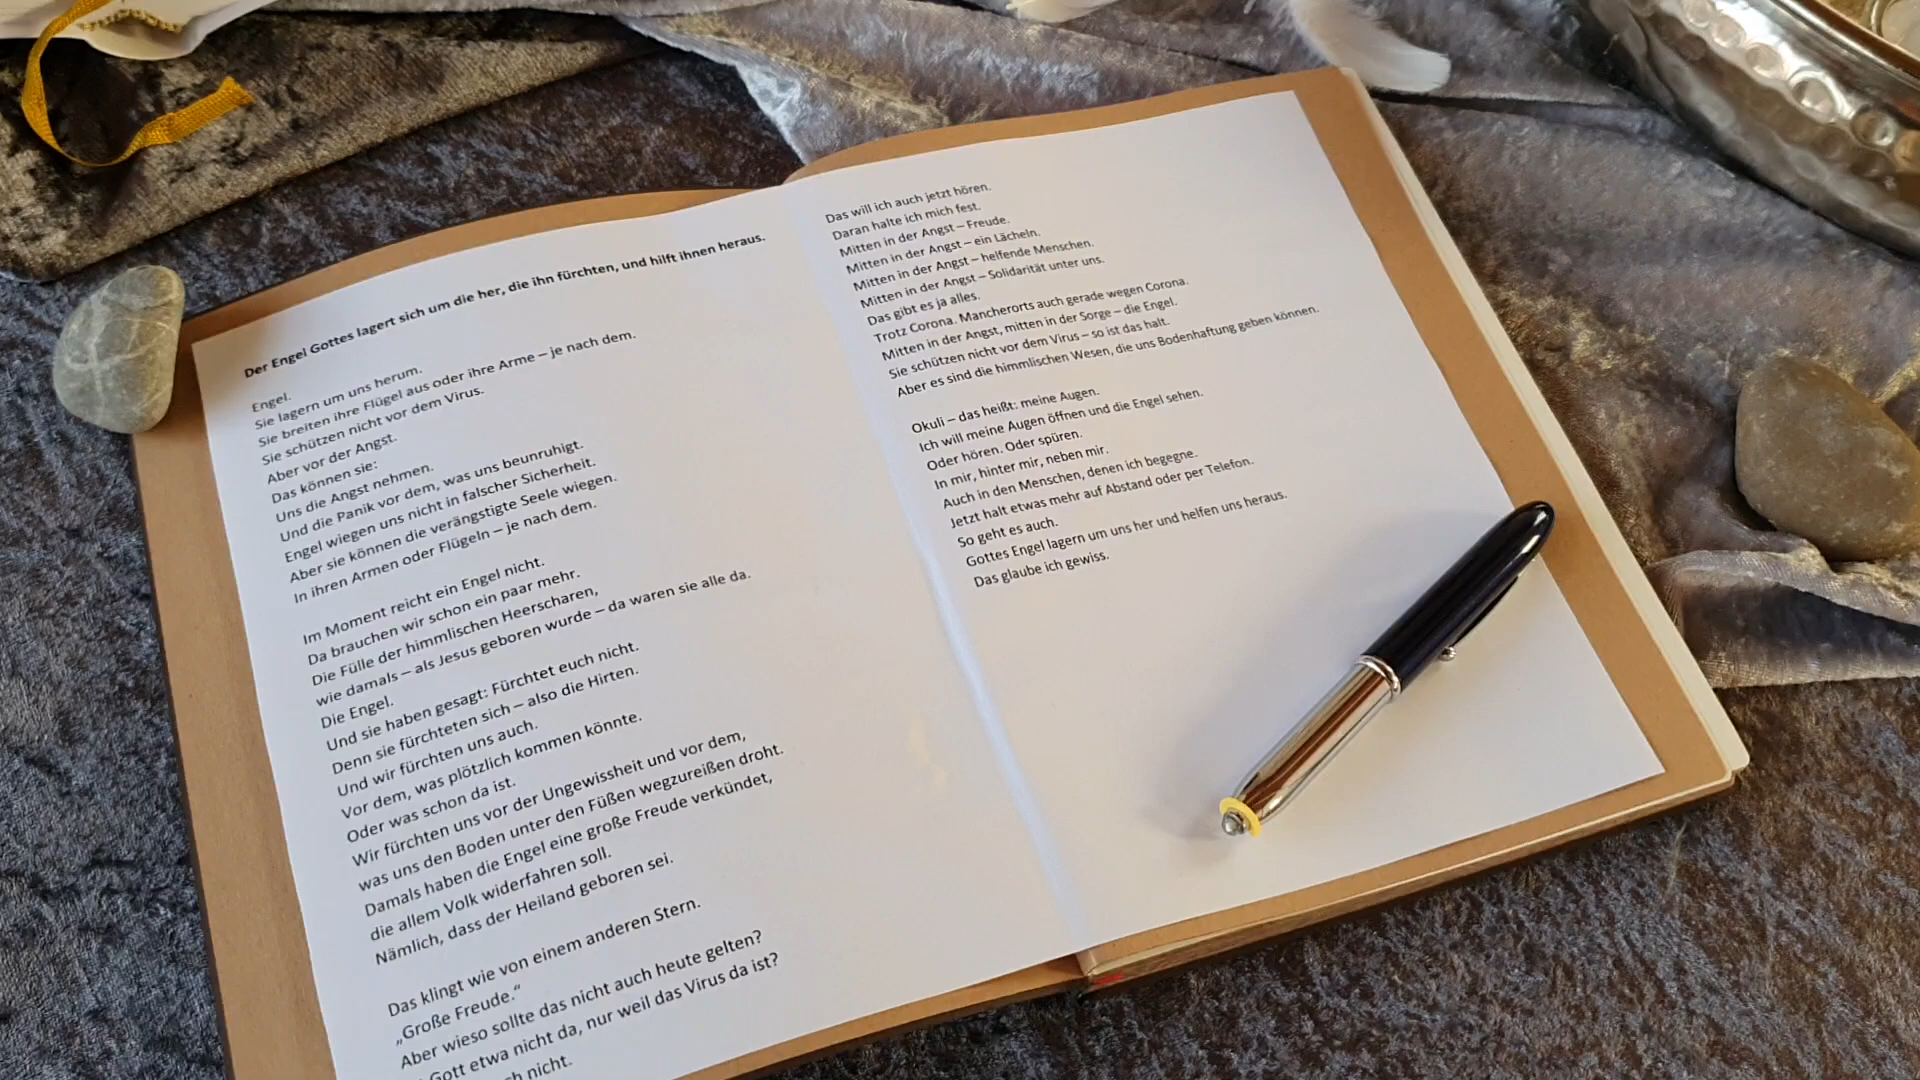 Der Engel Gottes lagert sich um die her, die ihn fürchten, und hilft ihnen heraus.
Engel.
Sie lagern um uns herum.
Sie breiten ihre Flügel aus oder ihre Arme – je nach dem.
Sie schützen nicht vor dem Virus.
Aber vor der Angst.
Das können sie:
Uns die Angst nehmen.
Und die Panik vor dem, was uns beunruhigt.
Engel wiegen uns nicht in falscher Sicherheit.
Aber sie können die verängstigte Seele wiegen.
In ihren Armen oder Flügeln – je nach dem.
Im Moment reicht ein Engel nicht.
Da brauchen wir schon ein paar mehr.
Die Fülle der himmlischen Heerscharen,
wie damals – als Jesus geboren wurde – da waren sie alle da.
Die Engel.
Und sie haben gesagt: Fürchtet euch nicht.
Denn sie fürchteten sich – also die Hirten.
Und wir fürchten uns auch.
Vor dem, was plötzlich kommen könnte.
Oder was schon da ist.
Wir fürchten uns vor der Ungewissheit und vor dem,
was uns den Boden unter den Füßen wegzureißen droht.
Damals haben die Engel eine große Freude verkündet,
die allem Volk widerfahren soll.
Nämlich, dass der Heiland geboren sei.
Das klingt wie von einem anderen Stern.
„Große Freude.“
Aber wieso sollte das nicht auch heute gelten?
Gott etwa nicht da, nur weil das Virus da ist?
nicht.
Das will ich auch jetzt hören.
Daran halte ich mich fest.
Mitten in der Angst – Freude.
Mitten in der Angst – ein Lächeln.
Mitten in der Angst – helfende Menschen.
Mitten in der Angst – Solidarität unter uns.
Das gibt es ja alles.
Trotz Corona. Mancherorts auch gerade wegen Corona.
Mitten in der Angst, mitten in der Sorge – die Engel.
Sie schützen nicht vor dem Virus – so ist das halt.
Aber es sind die himmlischen Wesen, die uns Bodenhaftung geben können.
Okuli – das heißt: meine Augen.
Ich will meine Augen öffnen und die Engel sehen.
Oder hören. Oder spüren.
In mir, hinter mir, neben mir.
Auch in den Menschen, denen ich begegne.
Jetzt halt etwas mehr auf Abstand oder per Telefon.
So geht es auch.
Gottes Engel lagern um uns her und helfen uns heraus.
Das glaube ich gewiss.